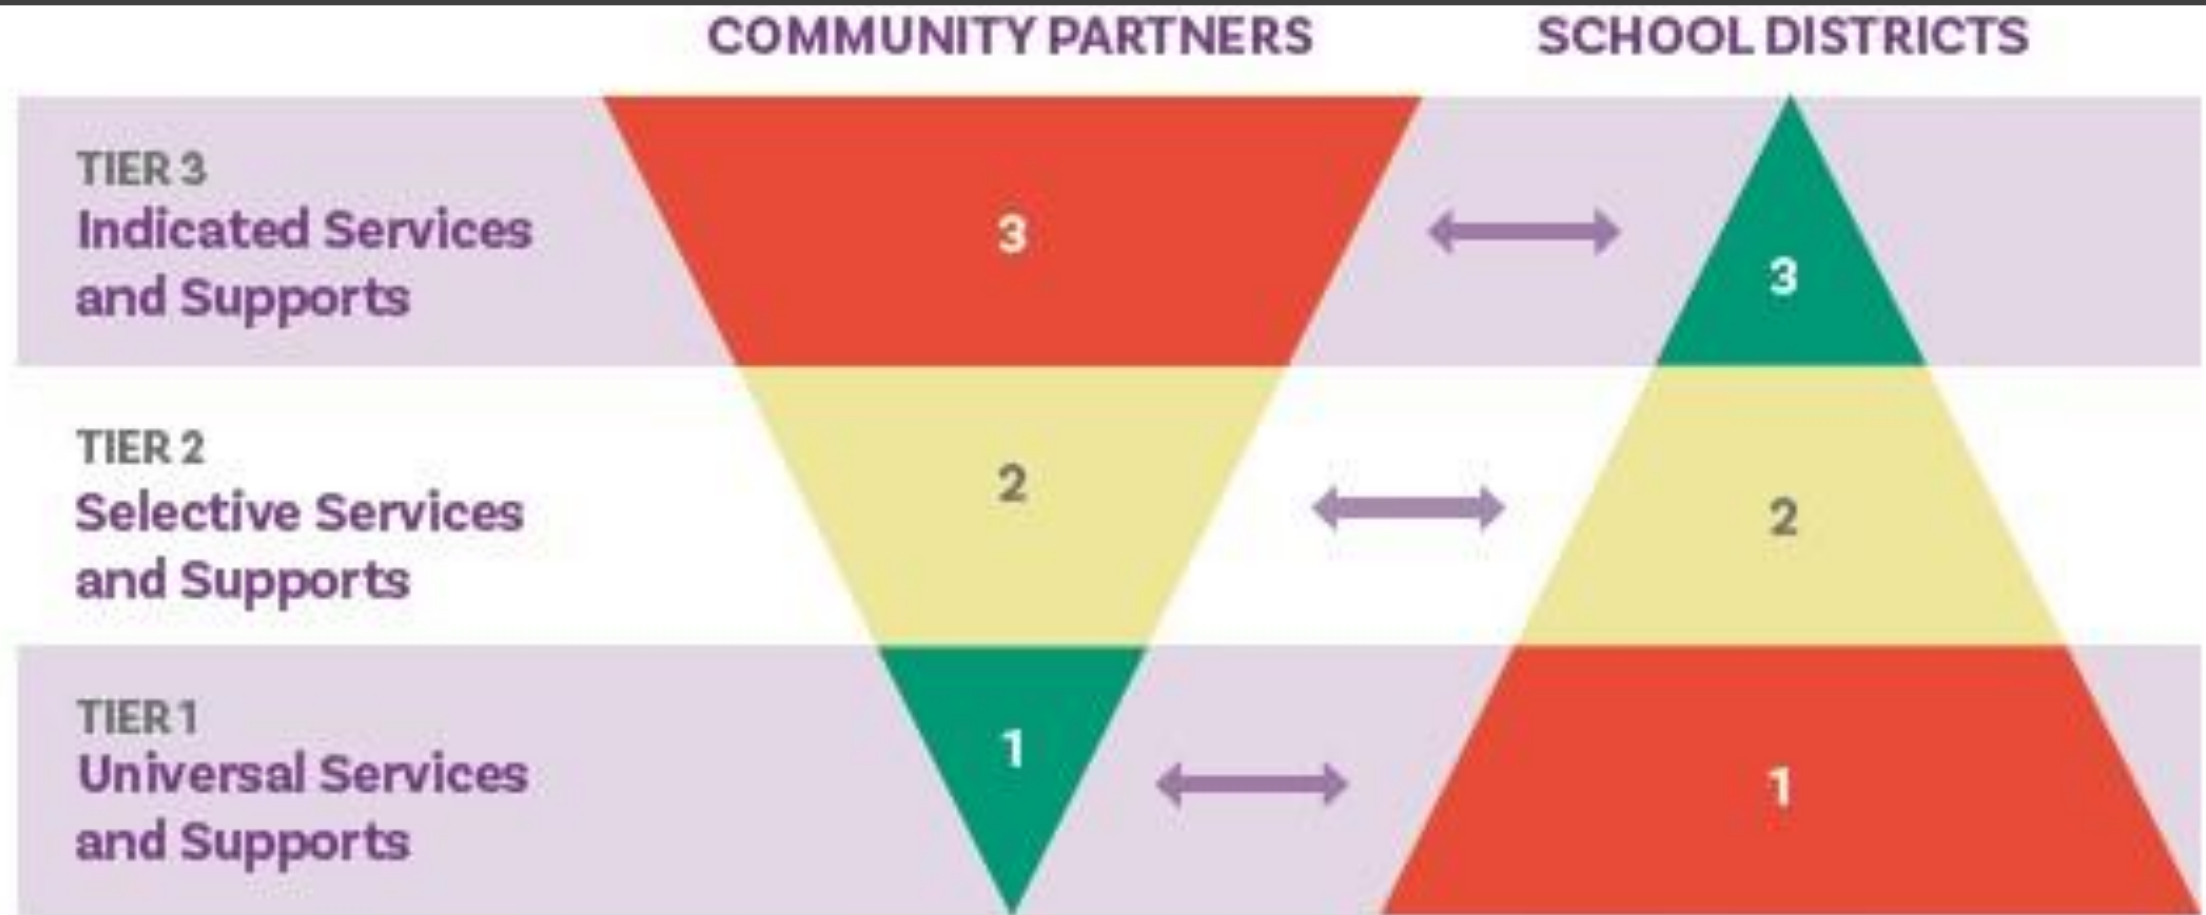 COMMUNITY PARTNERS
SCHOOL DISTRICTS
TIER 3
Indicated Services
and Supports
3
3
TIER 2
Selective Services
and Supports
2
2
TIER 1
Universal Services
and Supports
1
1